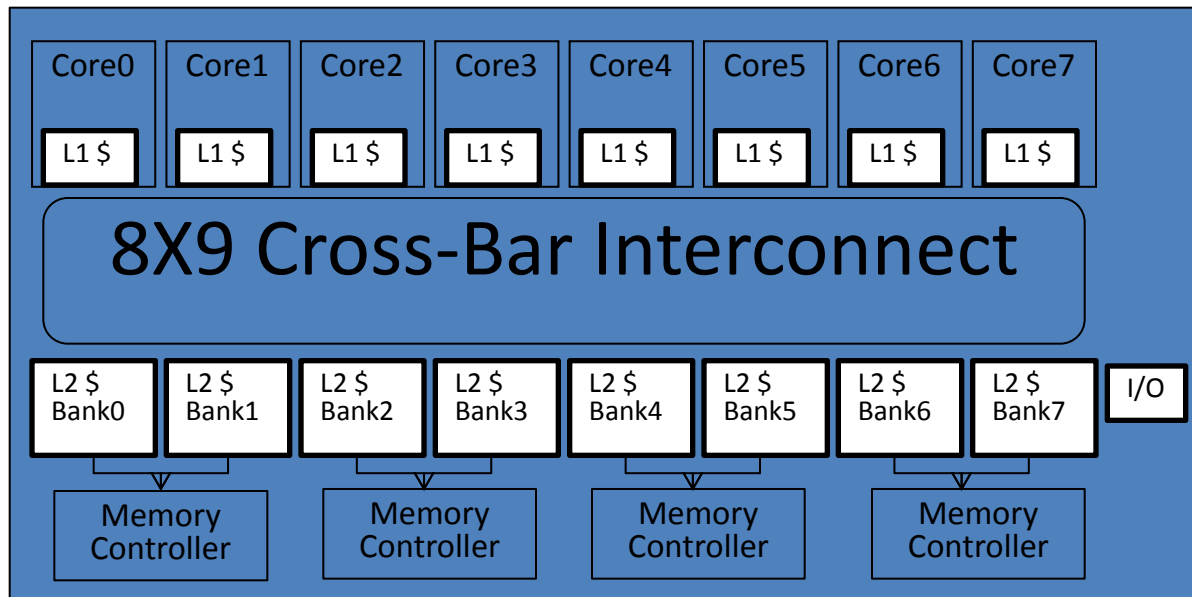 Core0
Core1
Core2
Core3
Core4
Core5
Core6
Core7
L1 $
L1 $
L1 $
L1 $
L1 $
L1 $
L1 $
L1 $
8X9 Cross-Bar Interconnect
L2 $
Bank0
L2 $
Bank1
L2 $
Bank2
L2 $
Bank3
L2 $
Bank4
L2 $
Bank5
L2 $
Bank6
L2 $
Bank7
I/O
Memory
Controller
Memory
Controller
Memory
Controller
Memory
Controller